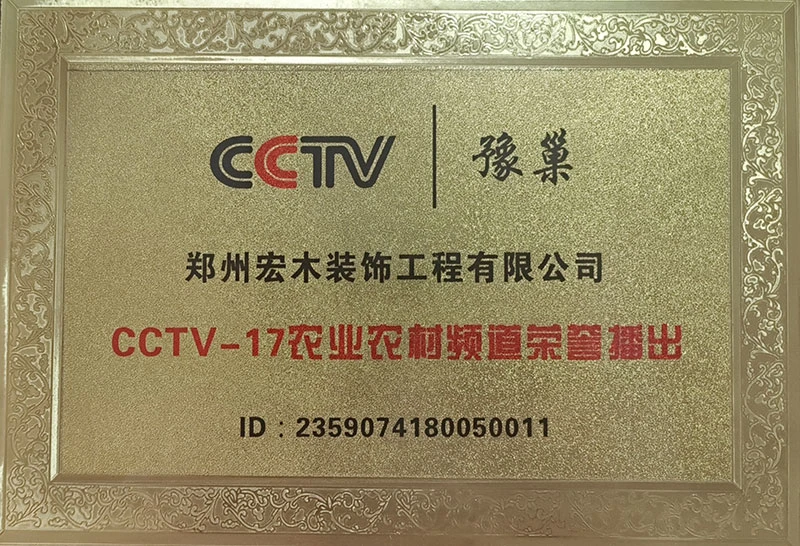 CCTV 豫巢
郑州宏木装饰工程有限公司
CCTV-17农业农村频道荣誉播出
ID：2359074180050011